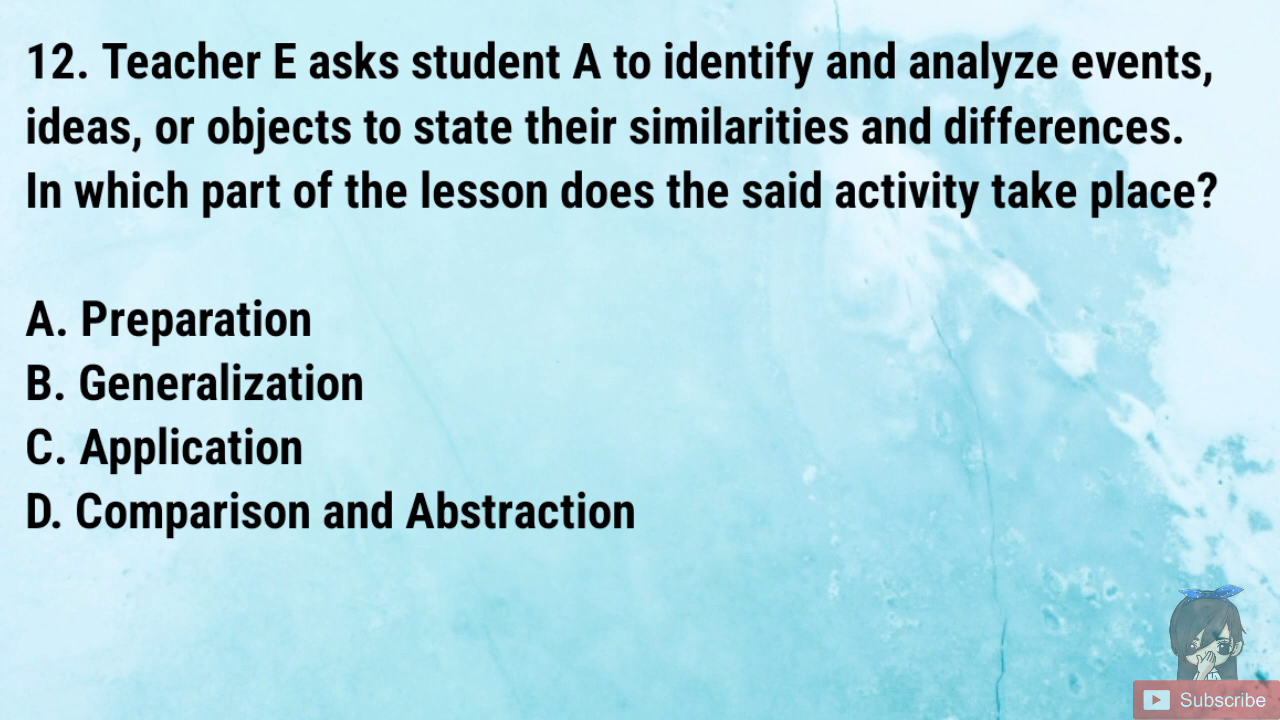 12. Teacher E asks student A to identify and analyze events,
ideas, or objects to state their similarities and differences.
In which part of the lesson does the said activity take place?
A. Preparation
B. Generalization
C. Application
D. Comparison and Abstraction
Subscribe